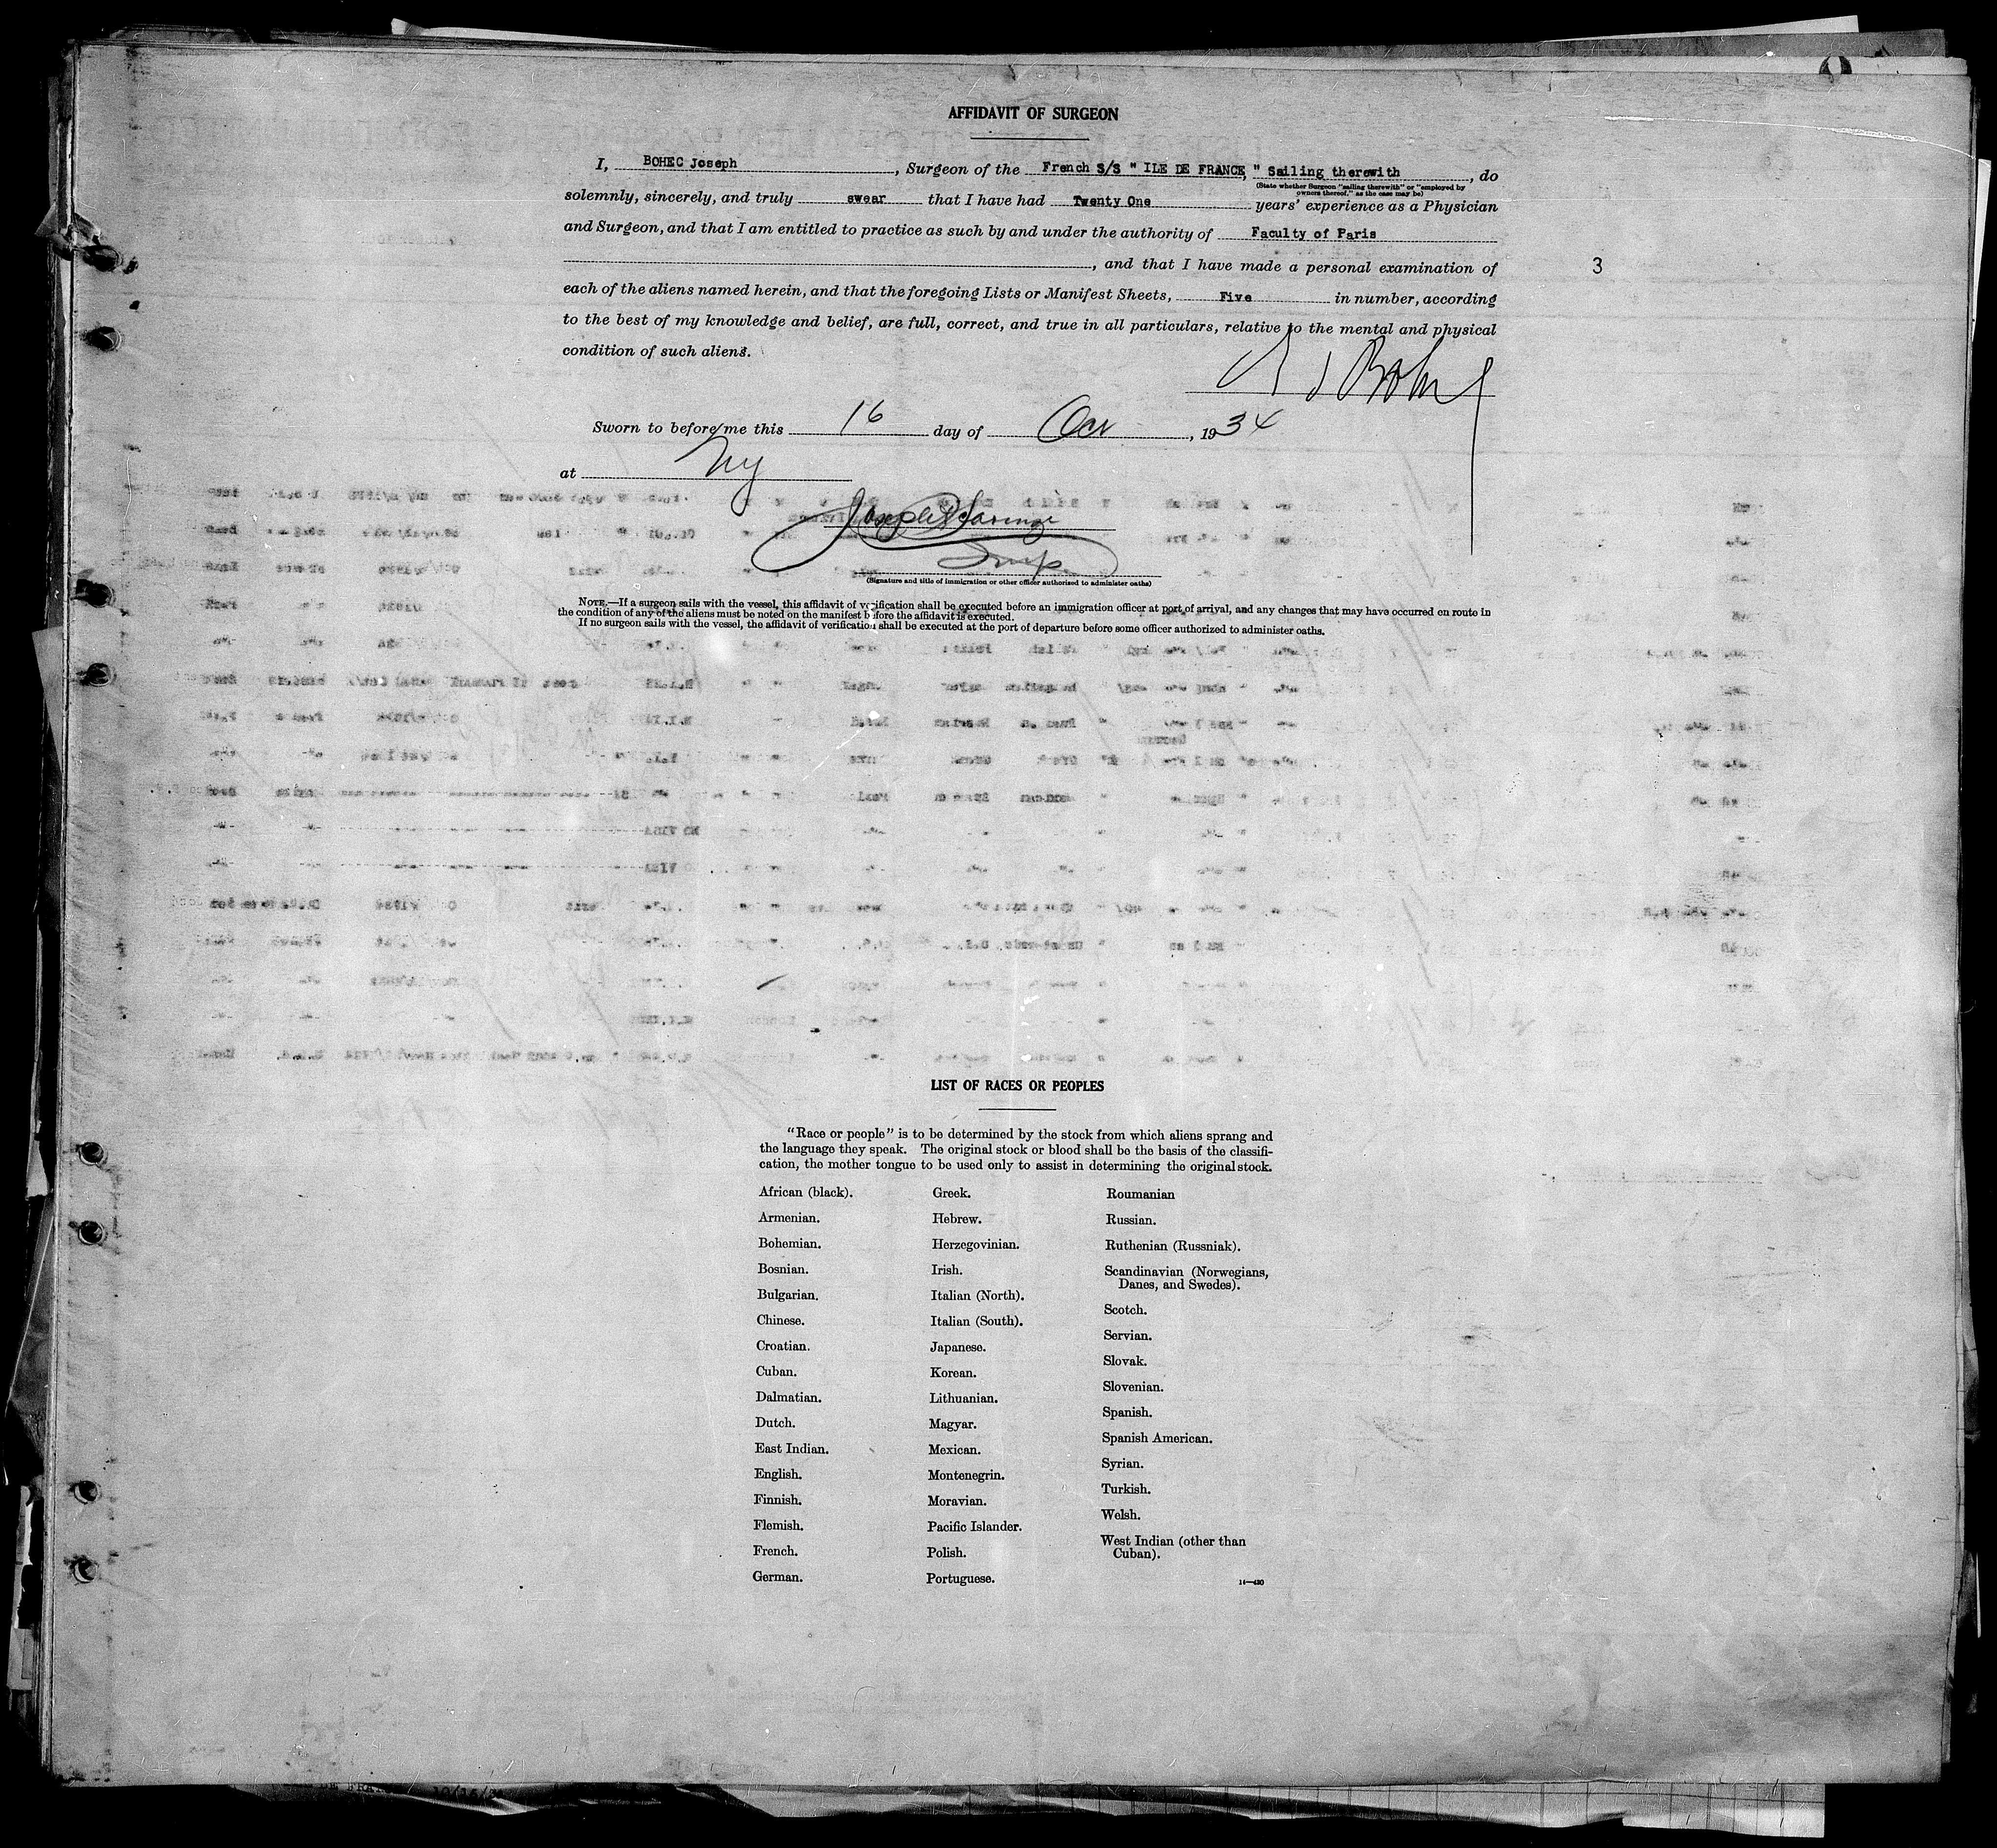 AFFIDAVIT OF SURGEON
I, BOHEC Joseph, Surgeon of the French S/S " ILE DE FRANCE, " Sailing therewith, do
(State whether Surgeon "sailing therewith" or "employed by
owners thereof," as the case may be)
solemnly, sincerely, and truly swear that I have had Twenty One years' experience as a Physician
and Surgeon, and that I am entitled to practice as such by and under the authority of Faculty of Paris
, and that I have made a personal examination of
3
each of the aliens named herein, and that the foregoing Lists or Manifest Sheets, Five in number, according
to the best of my knowledge and belief, are full, correct, and true in all particulars, relative to the mental and physical
condition of such aliens.
Sworn to before me this 16 day of Oct, 1934
at NY
(Signature and title of immigration or other officer authorized to administer oaths)
NOTE.—If a surgeon sails with the vessel, this affidavit of verification shall be executed before an immigration officer at port of arrival, and any changes that may have occurred en route in
the condition of any of the aliens must be noted on the manifest before the affidavit is executed.
If no surgeon sails with the vessel, the affidavit of verification shall be executed at the port of departure before some officer authorized to administer oaths.
LIST OF RACES OR PEOPLES
"Race or people" is to be determined by the stock from which aliens sprang and
the language they speak. The original stock or blood shall be the basis of the classifi-
cation, the mother tongue to be used only to assist in determining the original stock.
African (black).
Armenian.
Bohemian.
Bosnian.
Bulgarian.
Chinese.
Croatian.
Cuban.
Dalmatian.
Dutch.
East Indian.
English.
Finnish.
Flemish.
French.
German.
Greek.
Hebrew.
Herzegovinian.
Irish.
Italian (North).
Italian (South).
Japanese.
Korean.
Lithuanian.
Magyar.
Mexican.
Montenegrin.
Moravian.
Pacific Islander.
Polish.
Portuguese.
Roumanian
Russian.
Ruthenian (Russniak).
Scandinavian (Norwegians,
Danes, and Swedes).
Scotch.
Servian.
Slovak.
Slovenian.
Spanish.
Spanish American.
Syrian.
Turkish.
Welsh.
West Indian (other than
Cuban).
14—430